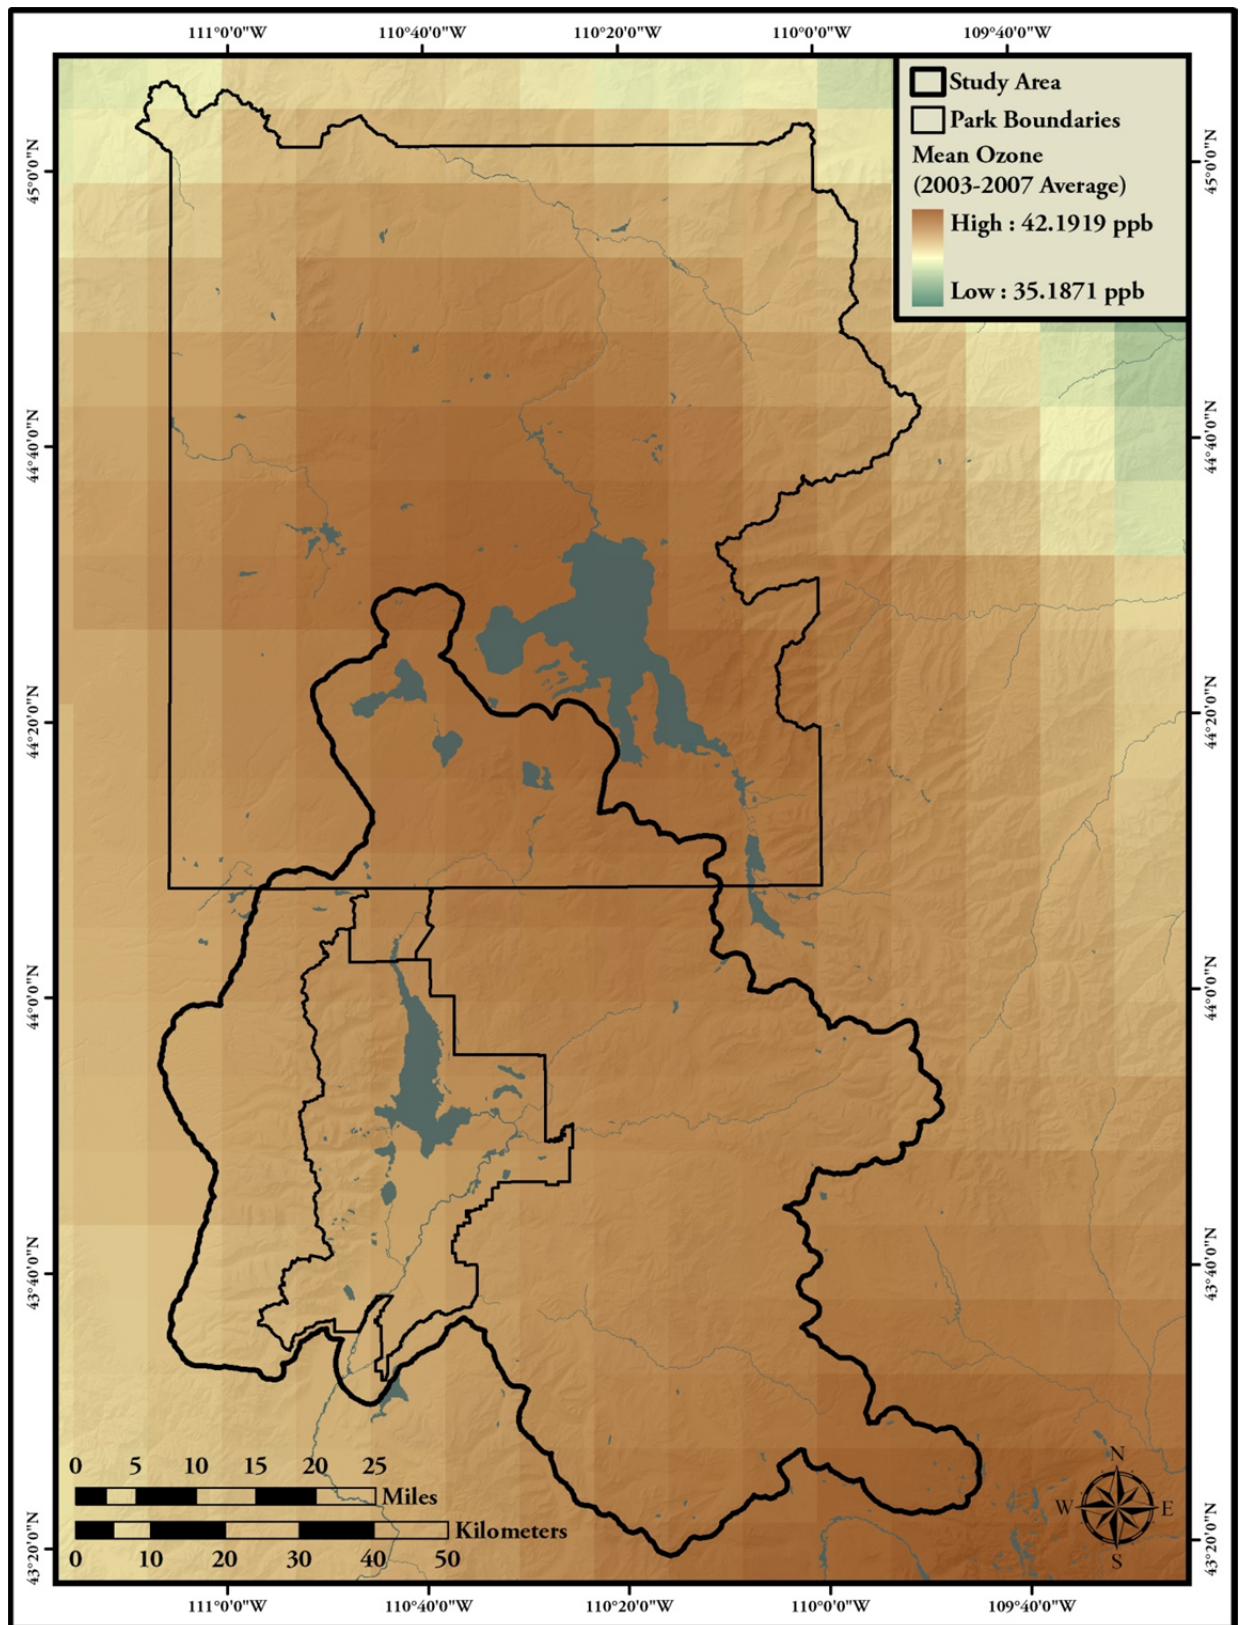 111°0'0"W 110°40'0"W 110°20'0"W 110°0'0"W 109°40'0"W
Study Area
Park Boundaries
Mean Ozone
(2003-2007 Average)
High : 42.1919 ppb
Low : 35.1871 ppb
45°0'0"N
45°0'0"N
44°40'0"N
44°40'0"N
44°20'0"N
44°20'0"N
44°0'0"N
44°0'0"N
43°40'0"N
43°40'0"N
43°20'0"N
43°20'0"N
0 5 10 15 20 25
Miles
Kilometers
0 10 20 30 40 50
N
W E
S
111°0'0"W 110°40'0"W 110°20'0"W 110°0'0"W 109°40'0"W